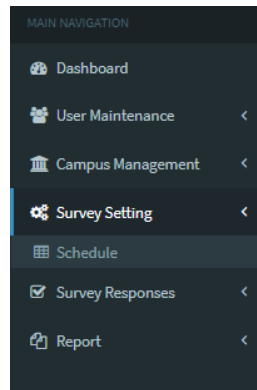 MAIN NAVIGATION
Dashboard
User Maintenance
Campus Management
Survey Setting
Schedule
Survey Responses
Report